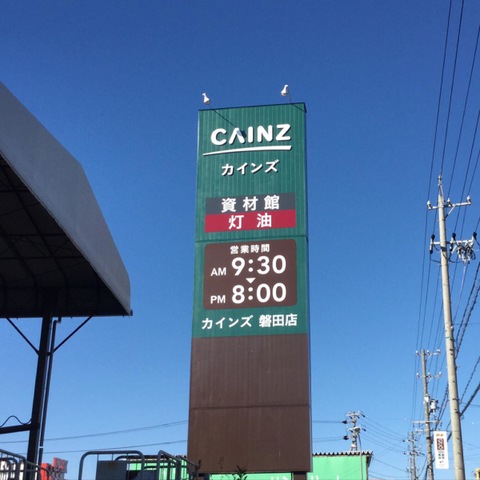 CAINZ
カインズ
資材館
灯油
営業時間
AM 9:30
PM 8:00
カインズ 磐田店